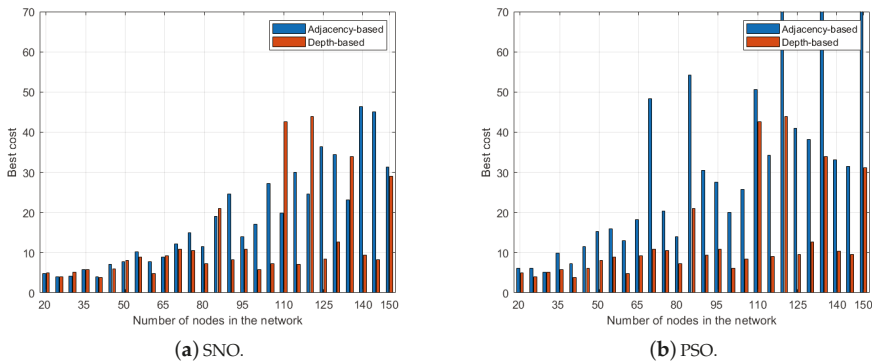 70
60
50
40
30
20
10
0
Best cost
20 35 50 65 80 95 110 125 140 150
Number of nodes in the network
Adjacency-based
Depth-based
(a) SNO.
70
60
50
40
30
20
10
0
Best cost
20 35 50 65 80 95 110 125 140 150
Number of nodes in the network
Adjacency-based
Depth-based
(b) PSO.